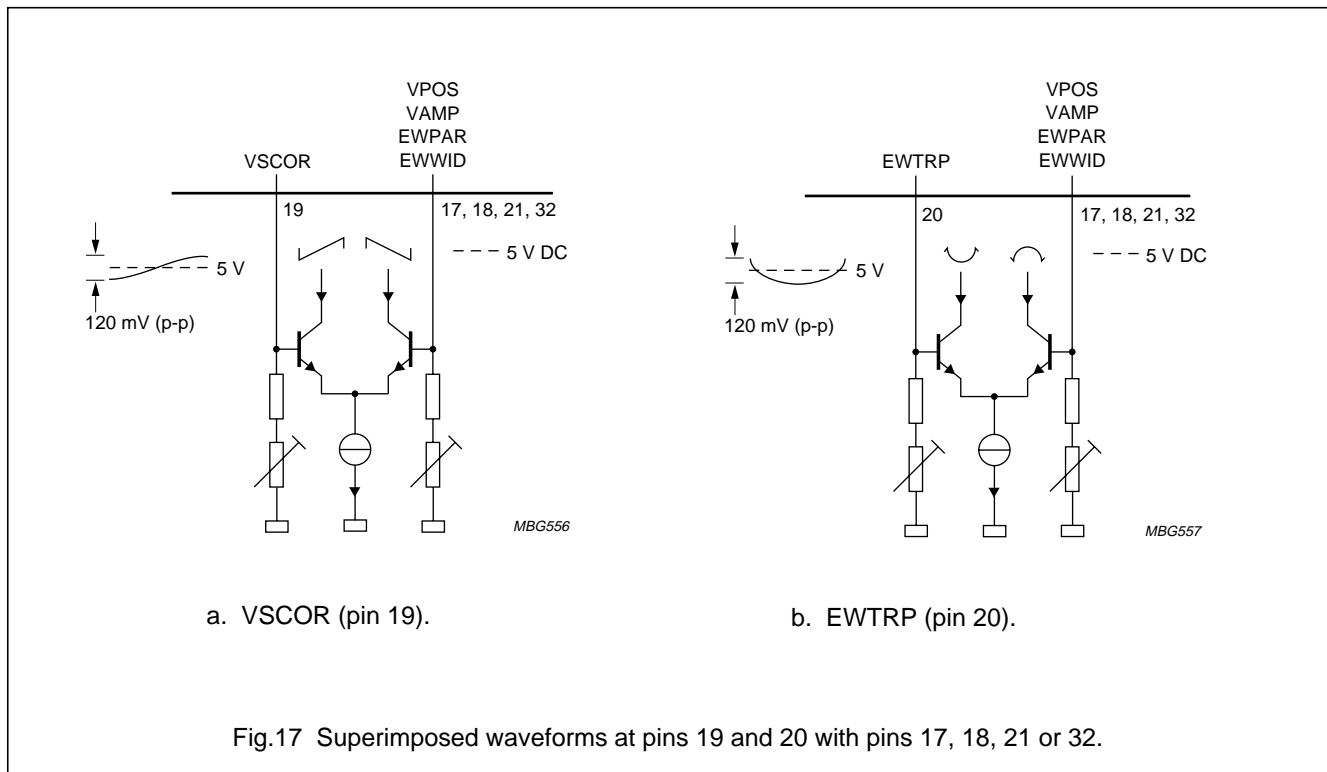 VPOS
VAMP
EWPAR
EWWID
VSCOR
19
17, 18, 21, 32
5 V DC
5 V
120 mV (p-p)
MBG556
a. VSCOR (pin 19).
VPOS
VAMP
EWPAR
EWWID
EWTRP
20
17, 18, 21, 32
5 V DC
5 V
120 mV (p-p)
MBG557
b. EWTRP (pin 20).
Fig.17 Superimposed waveforms at pins 19 and 20 with pins 17, 18, 21 or 32.